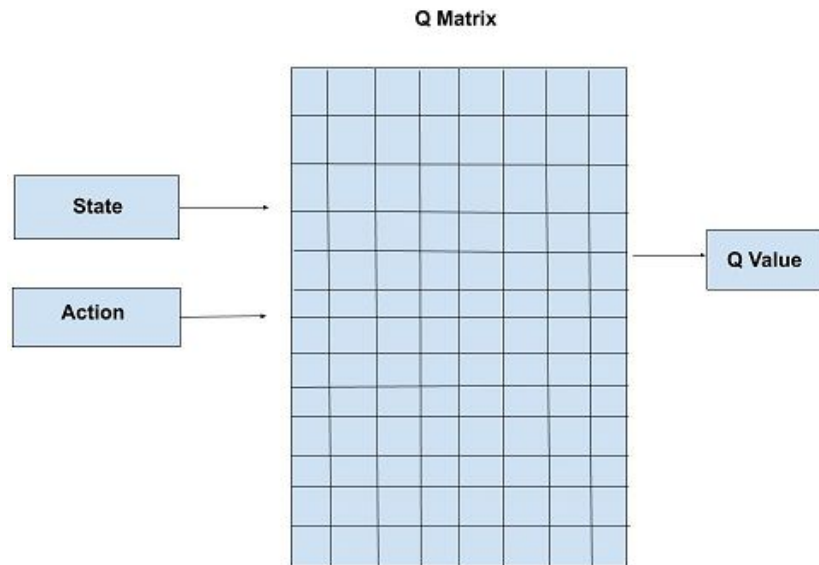 Q Matrix
State
Action
Q Value